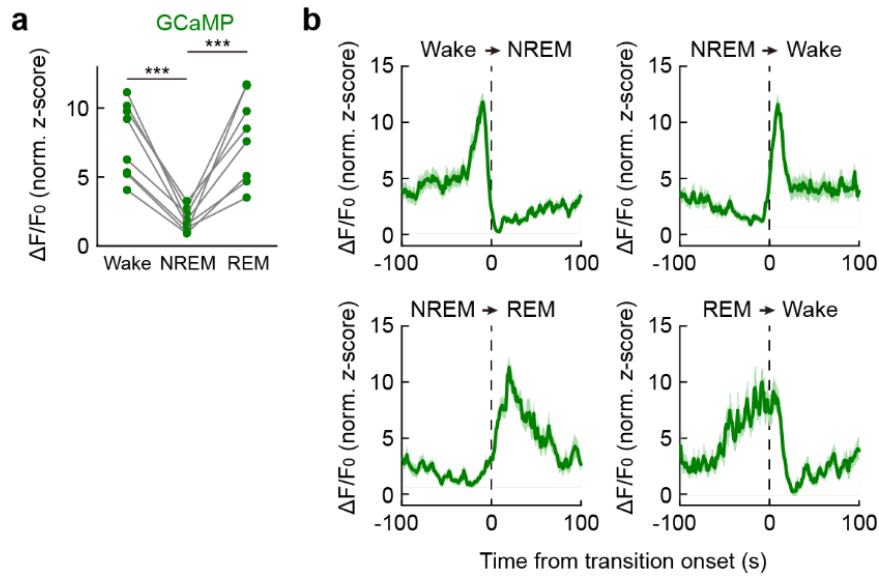 a
GCaMP
***
***
ΔF/F0 (norm. z-score)
10
5
0
Wake NREM REM
b
Wake → NREM
ΔF/F0 (norm. z-score)
15
10
5
0
-100 0 100
NREM → Wake
ΔF/F0 (norm. z-score)
15
10
5
0
-100 0 100
NREM → REM
ΔF/F0 (norm. z-score)
15
10
5
0
-100 0 100
REM → Wake
ΔF/F0 (norm. z-score)
15
10
5
0
-100 0 100
Time from transition onset (s)